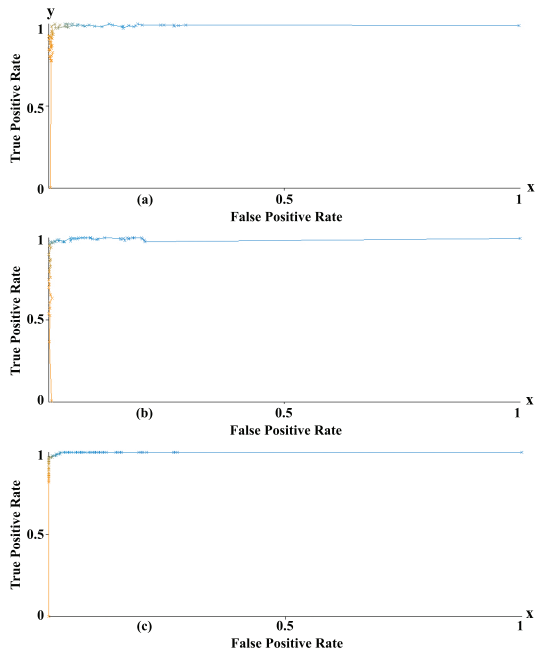 y
1
True Positive Rate
0.5
0
(a)
0.5
1
x
False Positive Rate
1
True Positive Rate
0.5
0
(b)
0.5
1
x
False Positive Rate
1
True Positive Rate
0.5
0
(c)
0.5
1
x
False Positive Rate